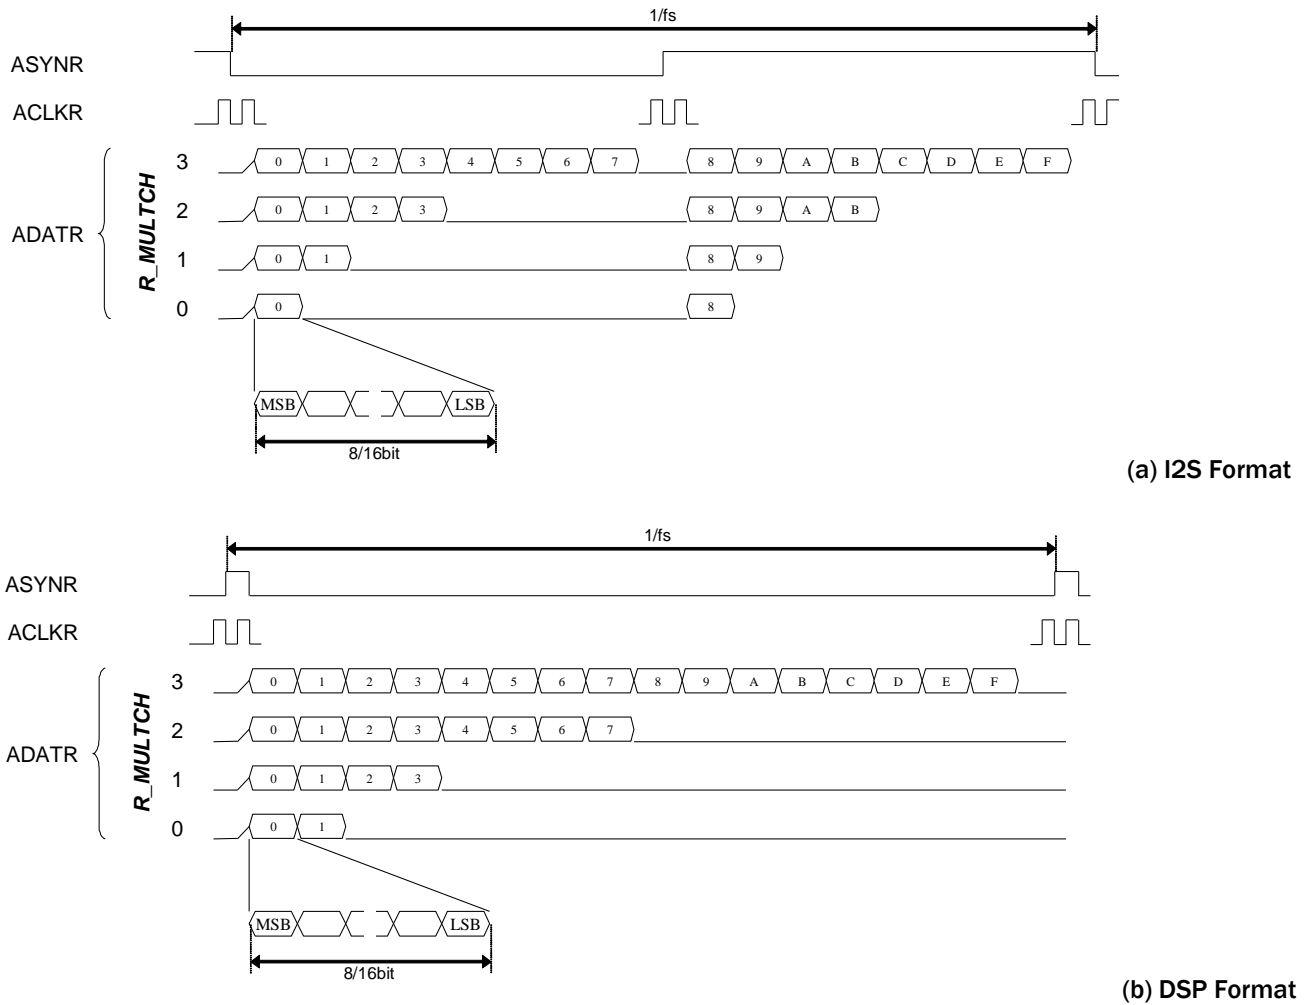 1/fs
ASYNR
ACLKR
3 0 1 2 3 4 5 6 7 8 9 A B C D E F
2 0 1 2 3 8 9 A B
ADATR R_MULTCH
1 0 1 8 9
0 0 8
MSB LSB
8/16bit
(a) I2S Format
1/fs
ASYNR
ACLKR
3 0 1 2 3 4 5 6 7 8 9 A B C D E F
2 0 1 2 3 4 5 6 7
ADATR R_MULTCH
1 0 1 2 3
0 0 1
MSB LSB
8/16bit
(b) DSP Format